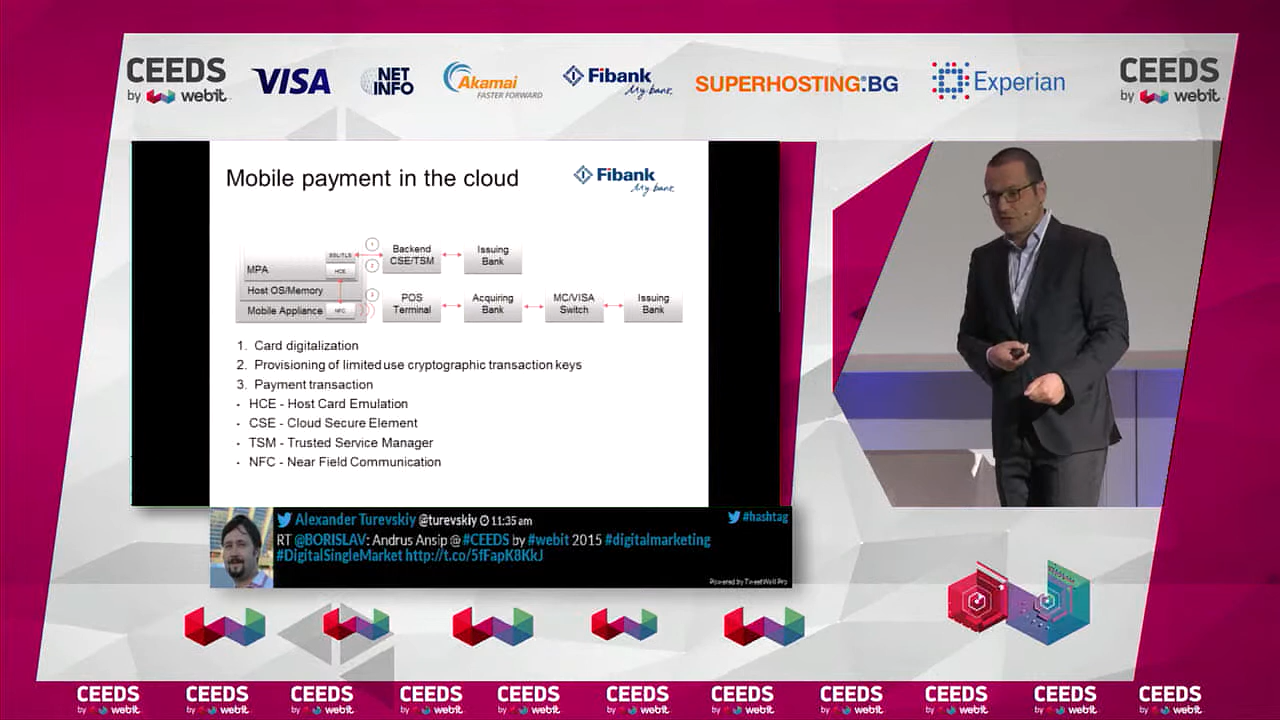 CEEDS
by webit
VISA
NET
INFO
Akamai
FASTER FORWARD
Fibank
My bank.
SUPERHOSTING.BG
Experian
CEEDS
by webit
Mobile payment in the cloud
Fibank
My bank
SSL/TLS
1
Backend
CSE/TSM
Issuing
Bank
MPA
HCE
2
Host OS/Memory
3
POS
Terminal
Acquiring
Bank
MC/VISA
Switch
Issuing
Bank
Mobile Appliance
NFC
1. Card digitalization
2. Provisioning of limited use cryptographic transaction keys
3. Payment transaction
- HCE - Host Card Emulation
- CSE - Cloud Secure Element
- TSM - Trusted Service Manager
- NFC - Near Field Communication
Alexander Turevskiy @turevskiy 11:35 am
#hashtag
RT @BORISLAV: Andrus Ansip @ #CEEDS by #webit 2015 #digitalmarketing
#DigitalSingleMarket http://t.co/5fFapK8KkJ
Powered by TweetWall Pro
CEEDS
by webit
CEEDS
by webit
CEEDS
by webit
CEEDS
by webit
CEEDS
by webit
CEEDS
by webit
CEEDS
by webit
CEEDS
by webit
CEEDS
by webit
CEEDS
by webit
CEEDS
by webit